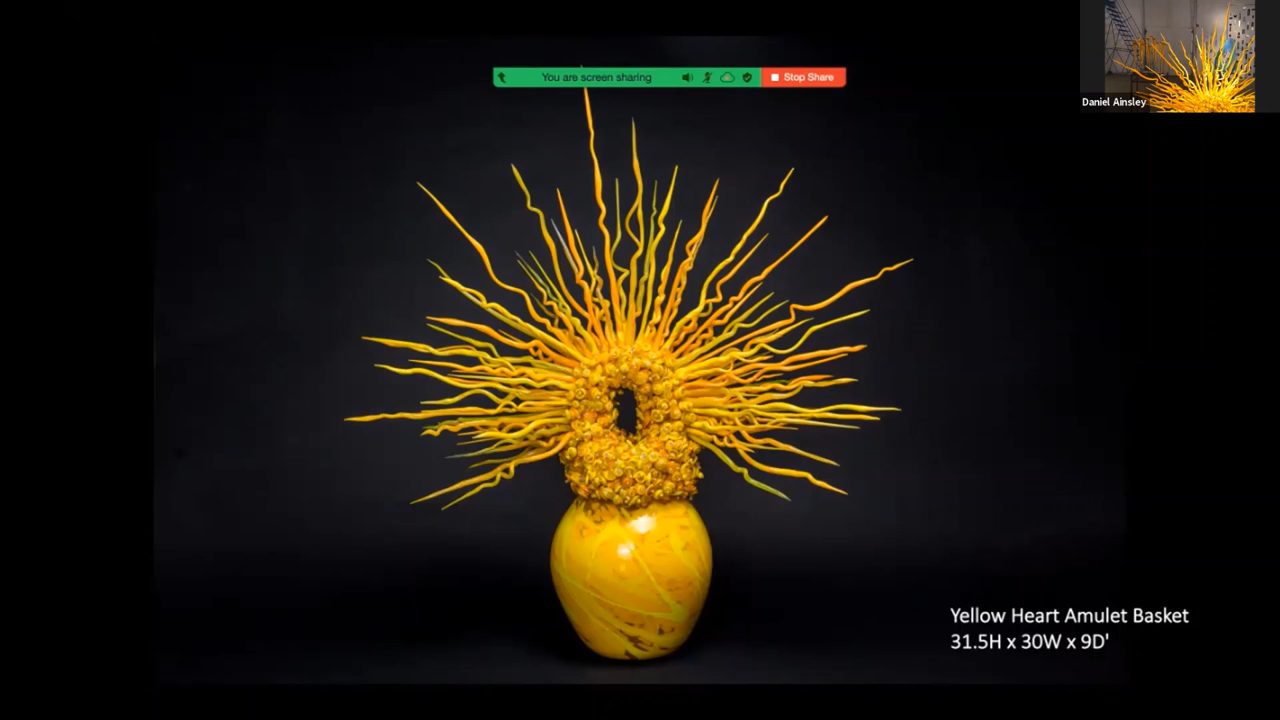 You are screen sharing
Stop Share
Daniel Ainsley
Yellow Heart Amulet Basket
31.5H x 30W x 9D'